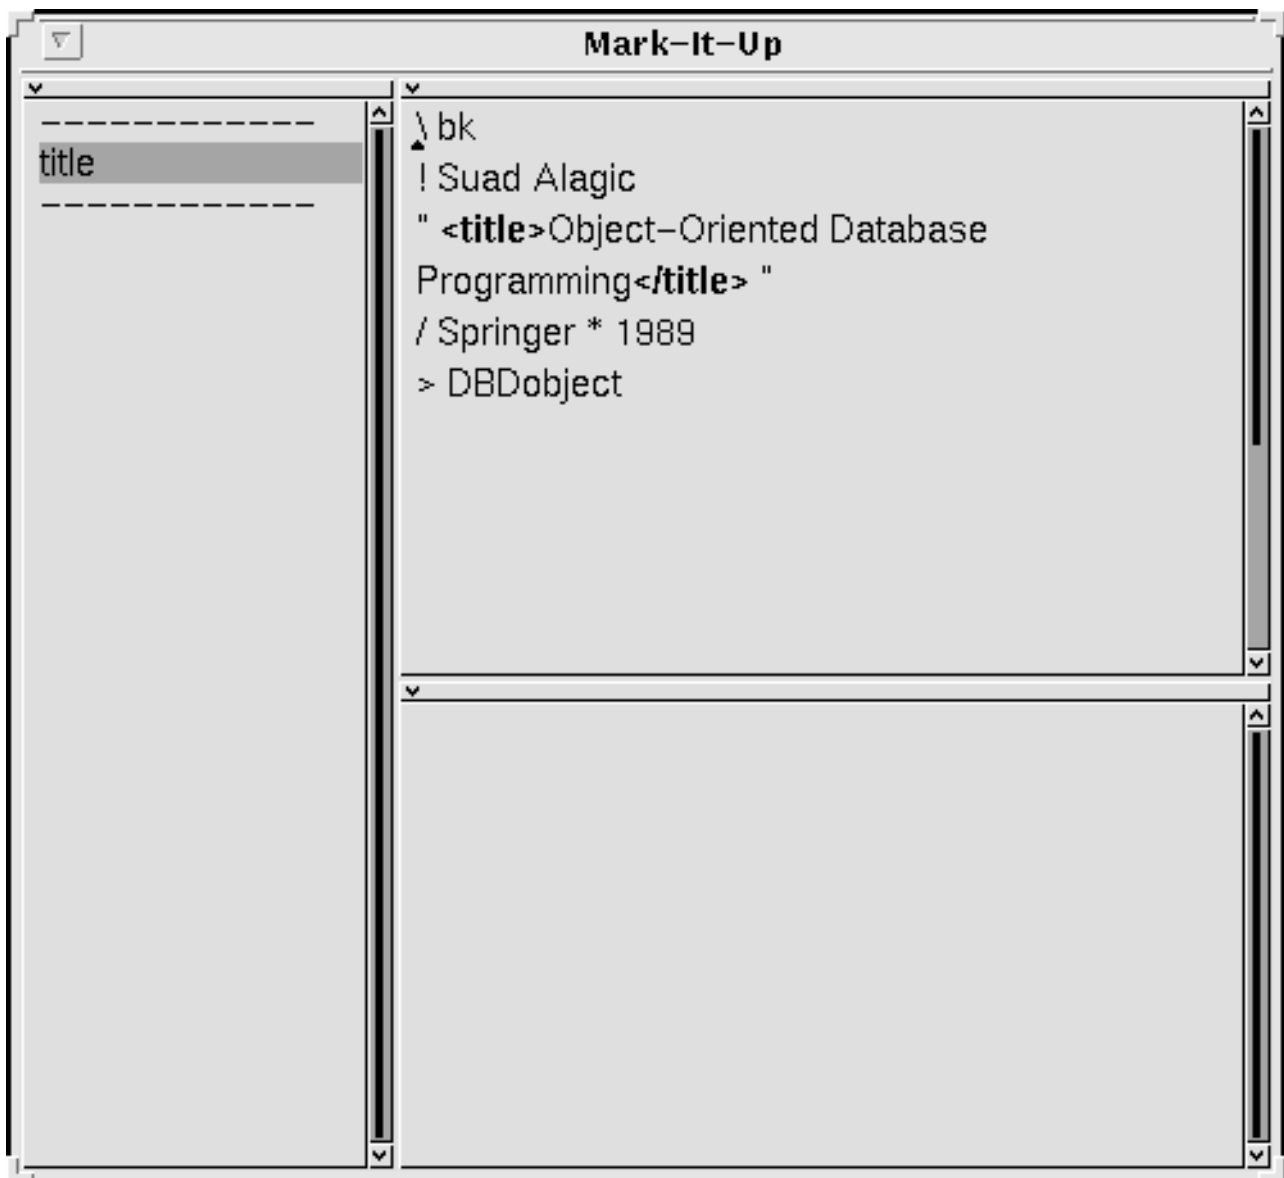 Mark-It-Up
------------
title
------------
\ bk
! Suad Alagic
" <title>Object-Oriented Database
Programming</title> "
/ Springer * 1989
> DBDobject